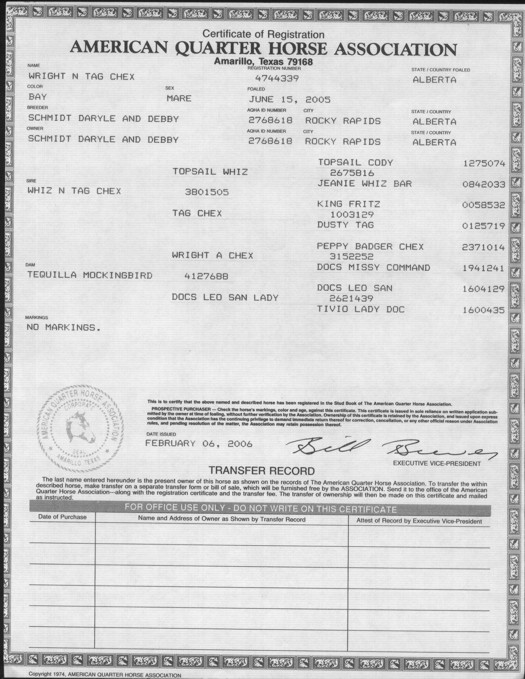 Certificate of Registration
AMERICAN QUARTER HORSE ASSOCIATION
Amarillo, Texas 79168
NAME REGISTRATION NUMBER STATE / COUNTRY FOALED
WRIGHT N TAG CHEX 4744339 ALBERTA
COLOR SEX FOALED
BAY MARE JUNE 15, 2005
BREEDER AQHA ID NUMBER CITY STATE / COUNTRY
SCHMIDT DARYLE AND DEBBY 2768618 ROCKY RAPIDS ALBERTA
OWNER AQHA ID NUMBER CITY STATE / COUNTRY
SCHMIDT DARYLE AND DEBBY 2768618 ROCKY RAPIDS ALBERTA
TOPSAIL CODY 1275074
TOPSAIL WHIZ 2675816
JEANIE WHIZ BAR 0842033
SIRE
WHIZ N TAG CHEX 3801505
KING FRITZ 0058532
TAG CHEX 1003129
DUSTY TAG 0125719
PEPPY BADGER CHEX 2371014
WRIGHT A CHEX 3152252
DOCS MISSY COMMAND 1941241
DAM
TEQUILLA MOCKINGBIRD 4127688
DOCS LEO SAN 1604129
DOCS LEO SAN LADY 2621439
TIVIO LADY DOC 1600435
MARKINGS
NO MARKINGS.
AMERICAN QUARTER HORSE ASSOCIATION
CORPORATE
SEAL
AMARILLO, TEXAS
This is to certify that the above named and described horse has been registered in the Stud Book of The American Quarter Horse Association.
PROSPECTIVE PURCHASER — Check the horse's markings, color and age, against this certificate. This certificate is issued in sole reliance on written application sub-
mitted by the owner at time of foaling, without further verification by the Association. Ownership of this certificate is retained by the Association, and issued upon express
condition that the Association has the continuing privilege to demand immediate return thereof for correction, cancellation, or any other official reason under Association
rules, and pending resolution of the matter, the Association may retain possession thereof.
DATE ISSUED
FEBRUARY 06, 2006
EXECUTIVE VICE-PRESIDENT
TRANSFER RECORD
The last name entered hereunder is the present owner of this horse as shown on the records of The American Quarter Horse Association. To transfer the within
described horse, make transfer on a separate transfer form or bill of sale, which will be furnished free by the ASSOCIATION. Send it to the office of the American
Quarter Horse Association—along with the registration certificate and the transfer fee. The transfer of ownership will then be made on this certificate and mailed
as instructed.
FOR OFFICE USE ONLY - DO NOT WRITE ON THIS CERTIFICATE
Date of Purchase Name and Address of Owner as Shown by Transfer Record Attest of Record by Executive Vice-President
Copyright 1974, AMERICAN QUARTER HORSE ASSOCIATION